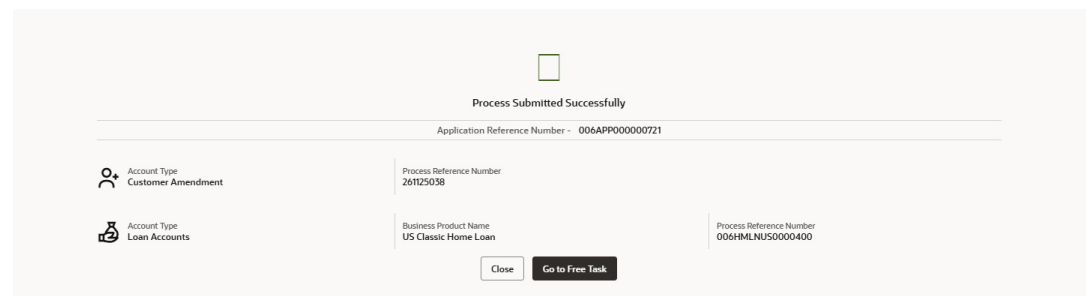 Process Submitted Successfully
Application Reference Number - 006APP000000721
Account Type
Customer Amendment
Process Reference Number
261125038
Account Type
Loan Accounts
Business Product Name
US Classic Home Loan
Process Reference Number
006HMLNUS0000400
Close
Go to Free Task